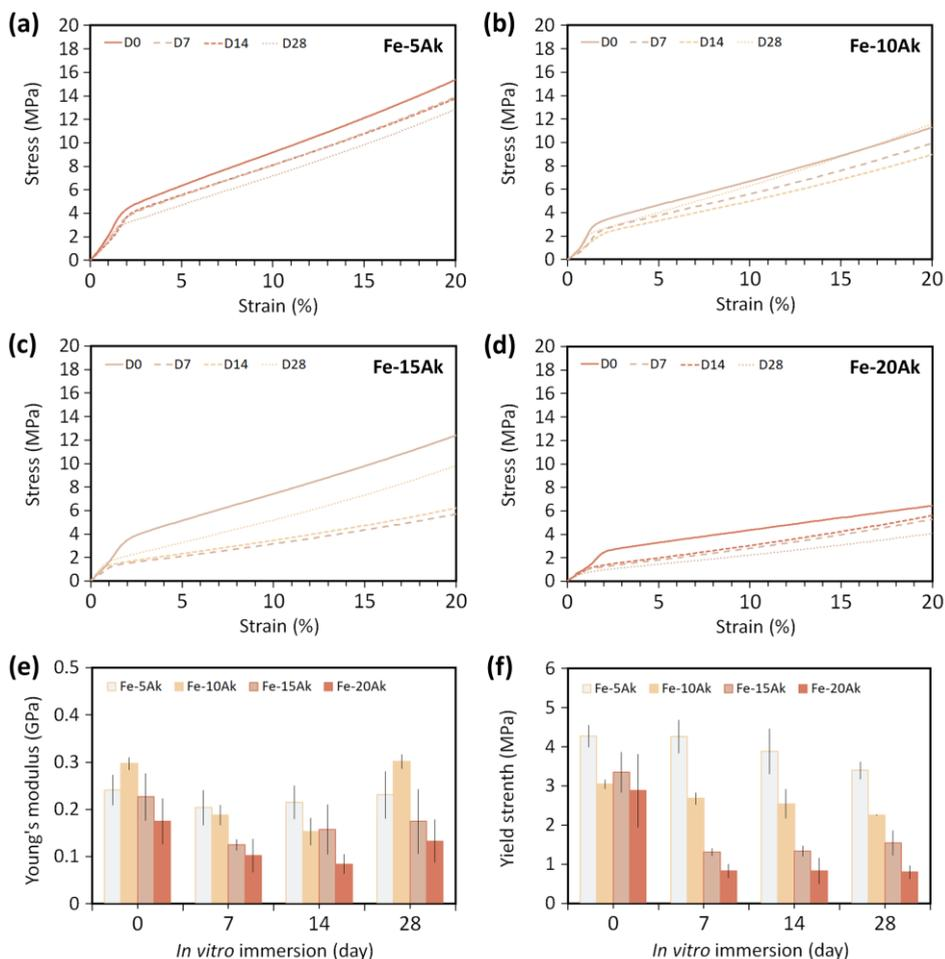 (a)
20
18
16
14
12
10
8
6
4
2
0
Stress (MPa)
D0 D7 D14 D28
Fe-5Ak
0 5 10 15 20
Strain (%)
(b)
20
18
16
14
12
10
8
6
4
2
0
Stress (MPa)
D0 D7 D14 D28
Fe-10Ak
0 5 10 15 20
Strain (%)
(c)
20
18
16
14
12
10
8
6
4
2
0
Stress (MPa)
D0 D7 D14 D28
Fe-15Ak
0 5 10 15 20
Strain (%)
(d)
20
18
16
14
12
10
8
6
4
2
0
Stress (MPa)
D0 D7 D14 D28
Fe-20Ak
0 5 10 15 20
Strain (%)
(e)
0.5
0.4
0.3
0.2
0.1
0
Young's modulus (GPa)
Fe-5Ak Fe-10Ak Fe-15Ak Fe-20Ak
0 7 14 28
In vitro immersion (day)
(f)
6
5
4
3
2
1
0
Yield strenth (MPa)
Fe-5Ak Fe-10Ak Fe-15Ak Fe-20Ak
0 7 14 28
In vitro immersion (day)